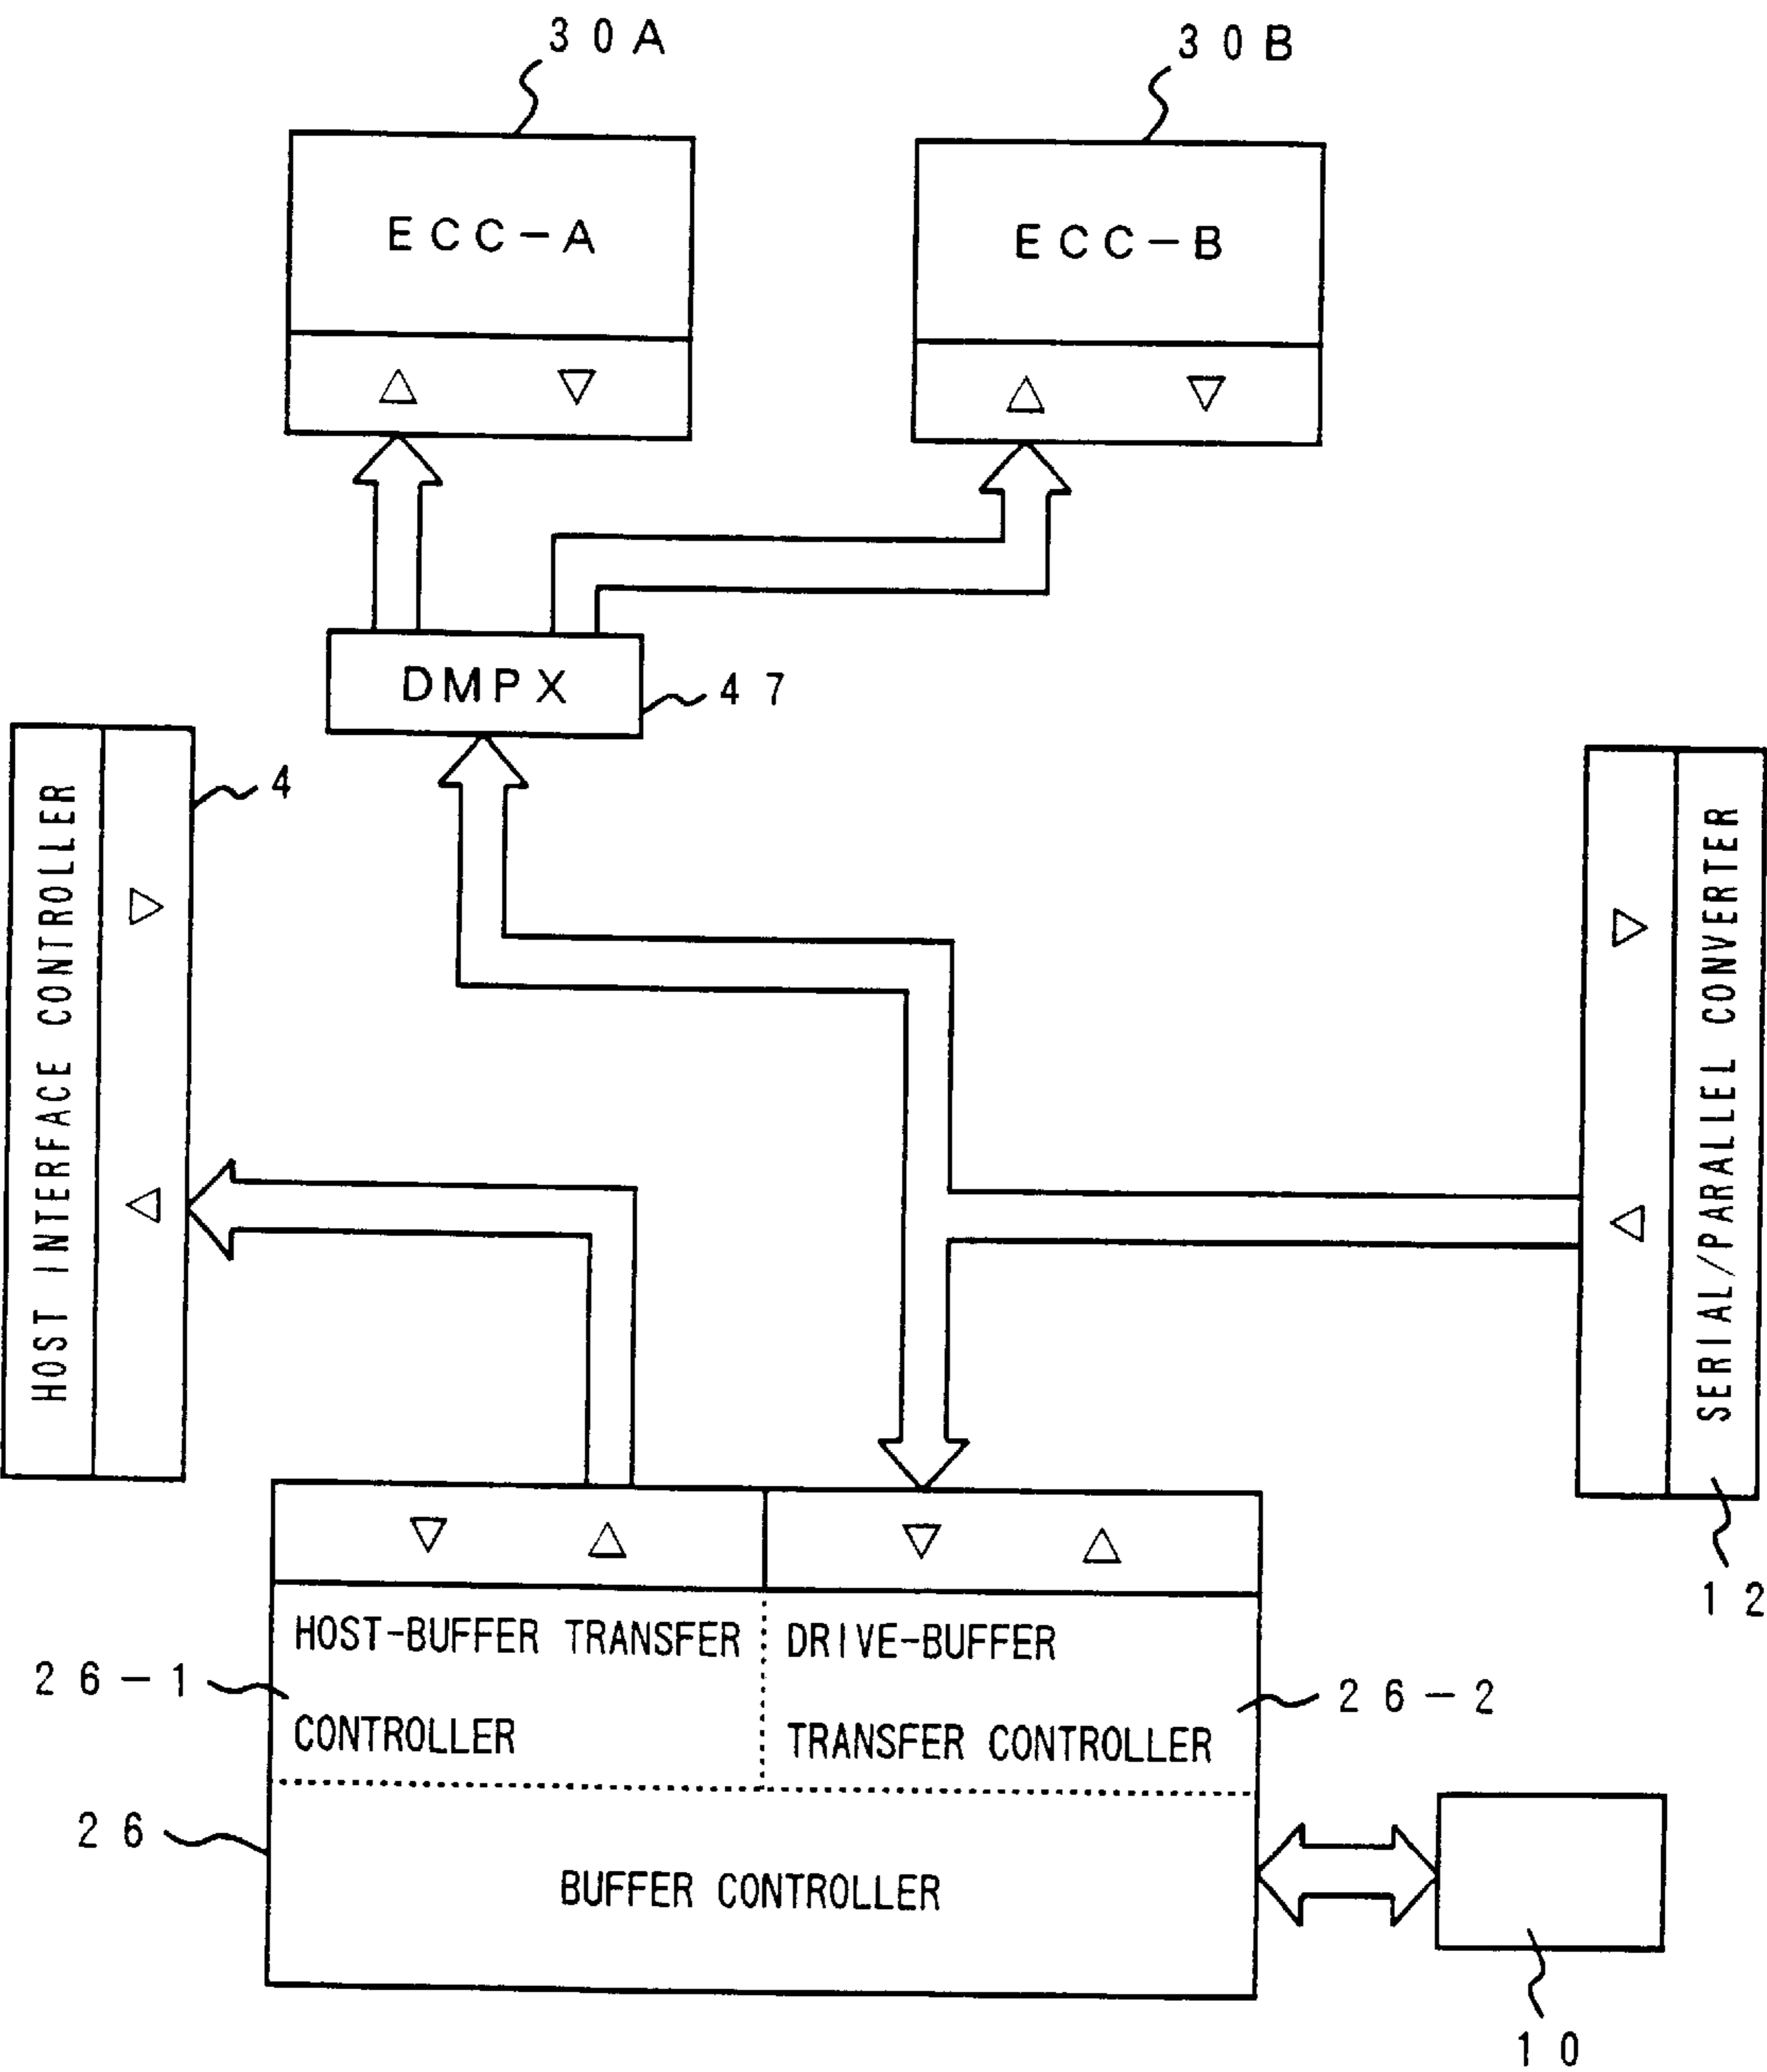 30A
30B
ECC-A
ECC-B
DMPX
47
HOST INTERFACE CONTROLLER
4
SERIAL/PARALLEL CONVERTER
12
HOST-BUFFER TRANSFER
CONTROLLER
DRIVE-BUFFER
TRANSFER CONTROLLER
26-1
26-2
26
BUFFER CONTROLLER
10